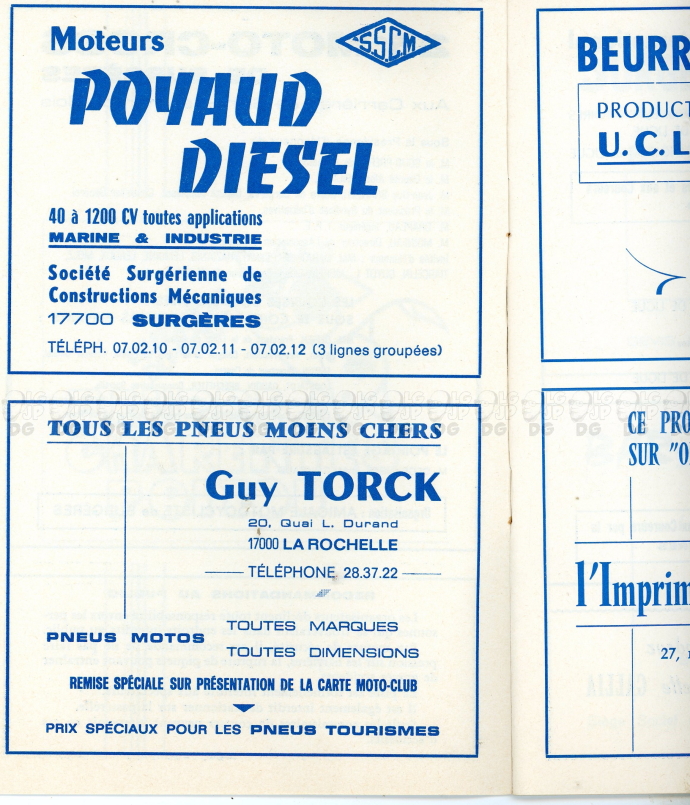 Moteurs
S.S.C.M
POYAUD
DIESEL
40 à 1200 CV toutes applications
MARINE & INDUSTRIE
Société Surgérienne de
Constructions Mécaniques
17700 SURGÈRES
TÉLÉPH. 07.02.10 - 07.02.11 - 07.02.12 (3 lignes groupées)
TOUS LES PNEUS MOINS CHERS
Guy TORCK
20, Quai L. Durand
17000 LA ROCHELLE
TÉLÉPHONE 28.37.22
PNEUS MOTOS
TOUTES MARQUES
TOUTES DIMENSIONS
REMISE SPÉCIALE SUR PRÉSENTATION DE LA CARTE MOTO-CLUB
PRIX SPÉCIAUX POUR LES PNEUS TOURISMES
BEURR
PRODUCT
U.C.L
CE PRO
SUR "O
l'Imprim
27,